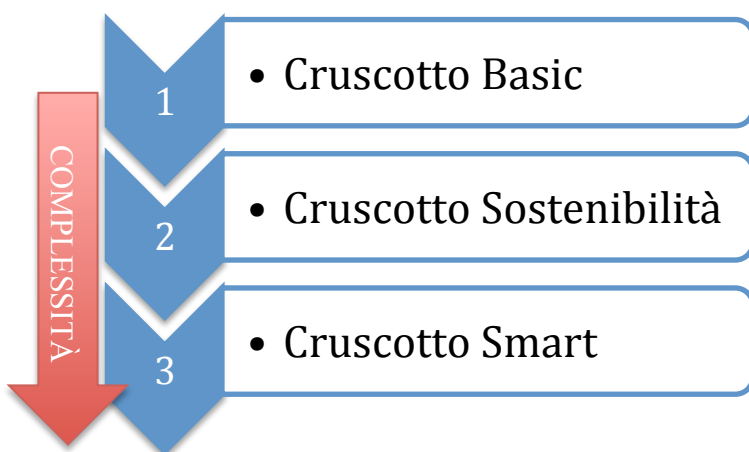 COMPLESSITÀ
1
• Cruscotto Basic
2
• Cruscotto Sostenibilità
3
• Cruscotto Smart